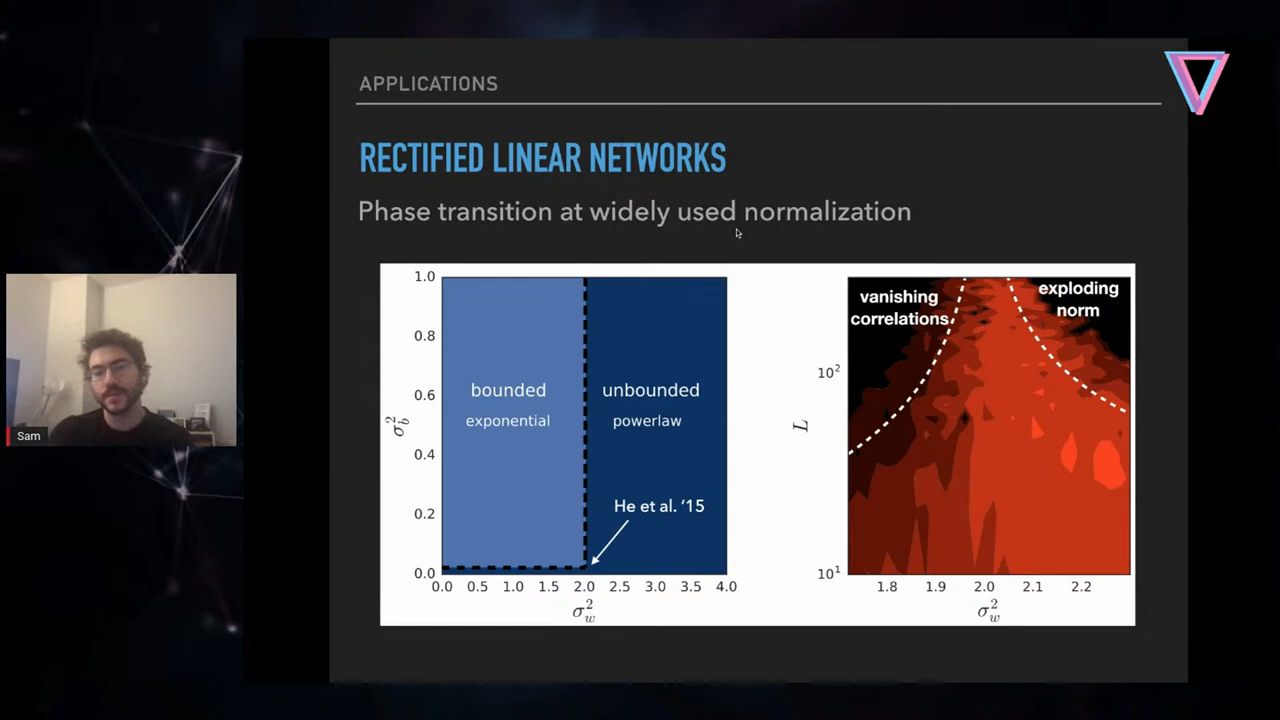 APPLICATIONS
RECTIFIED LINEAR NETWORKS
Phase transition at widely used normalization
1.0
0.8
0.6
0.4
0.2
0.0
σ_b^2
bounded
exponential
unbounded
powerlaw
He et al. '15
0.0 0.5 1.0 1.5 2.0 2.5 3.0 3.5 4.0
σ_w^2
vanishing
correlations
exploding
norm
10^2
L
10^1
1.8 1.9 2.0 2.1 2.2
σ_w^2
Sam